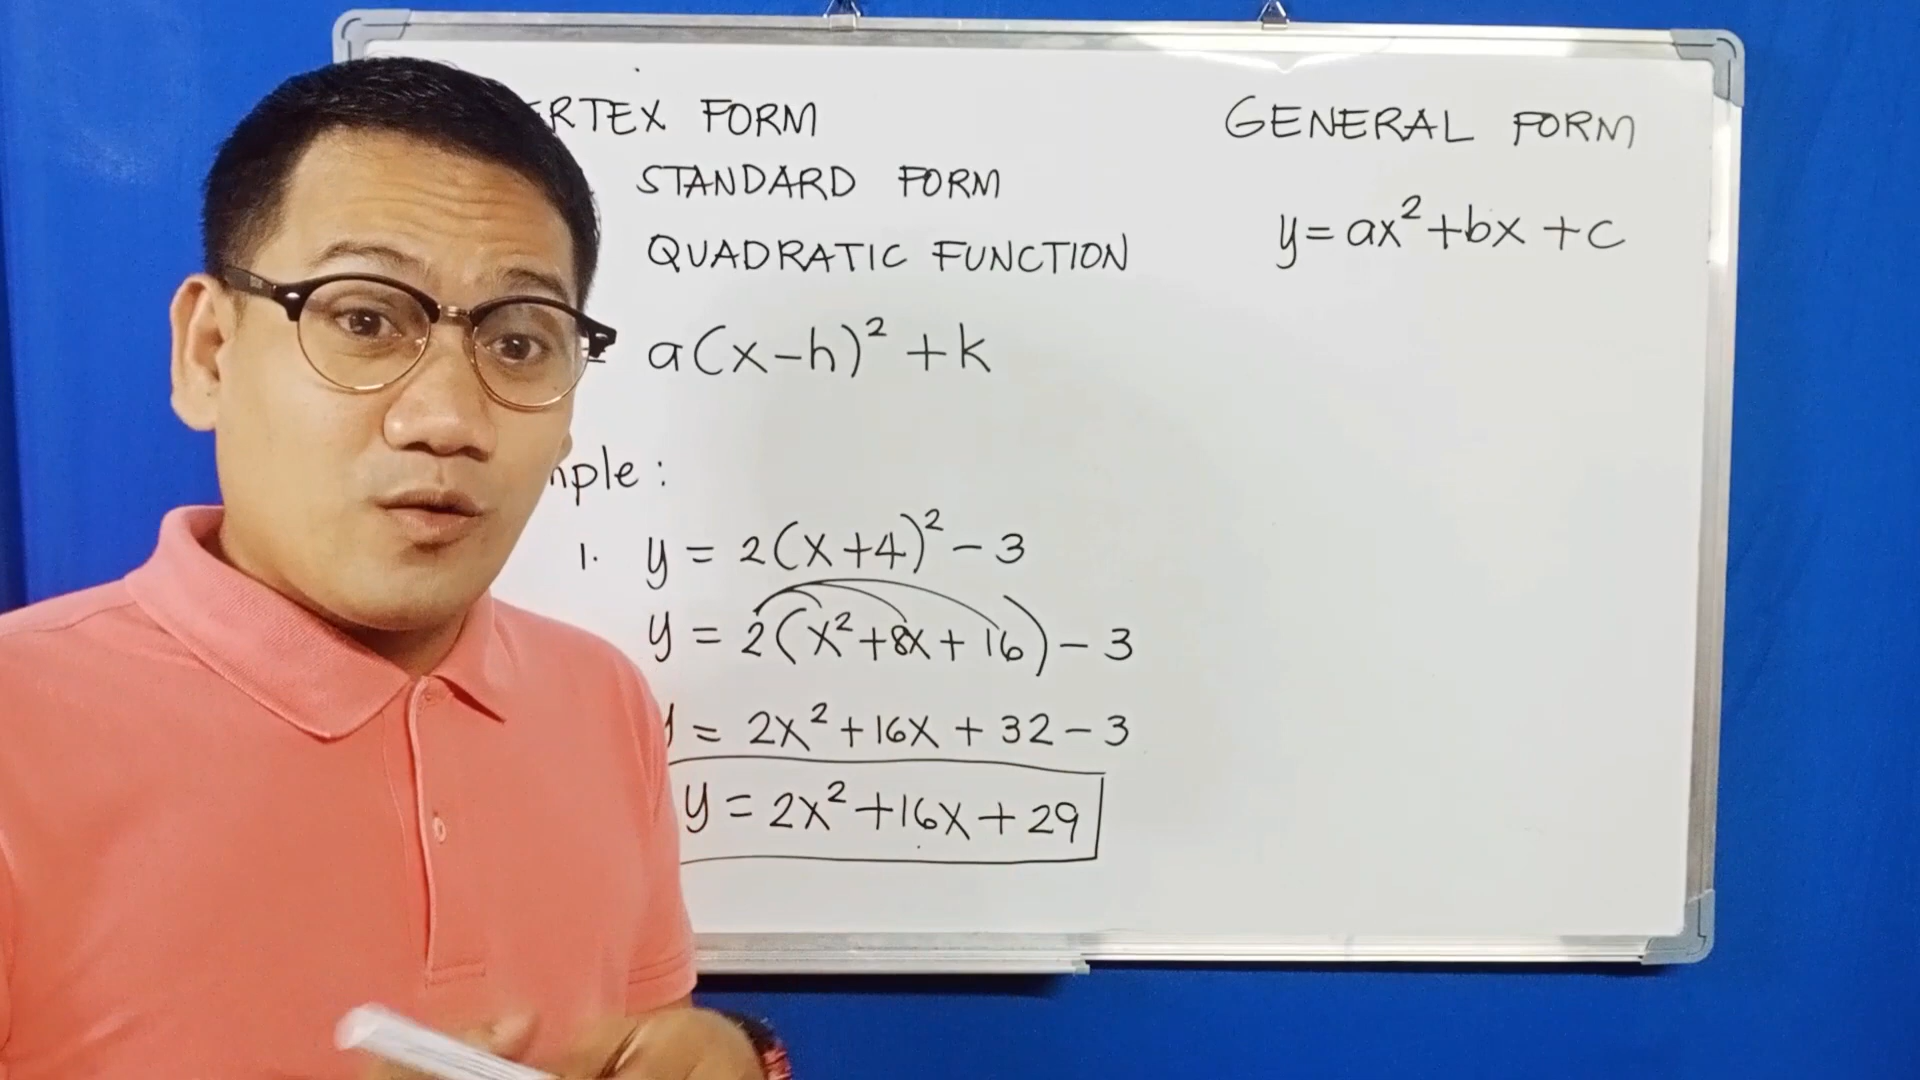 RTEX FORM
STANDARD FORM
QUADRATIC FUNCTION
= a(x-h)² + k
mple :
1. y = 2(x+4)² - 3
y = 2(x²+8x+16) - 3
y = 2x²+16x+32-3
y = 2x²+16x+29
GENERAL FORM
y = ax²+bx+c